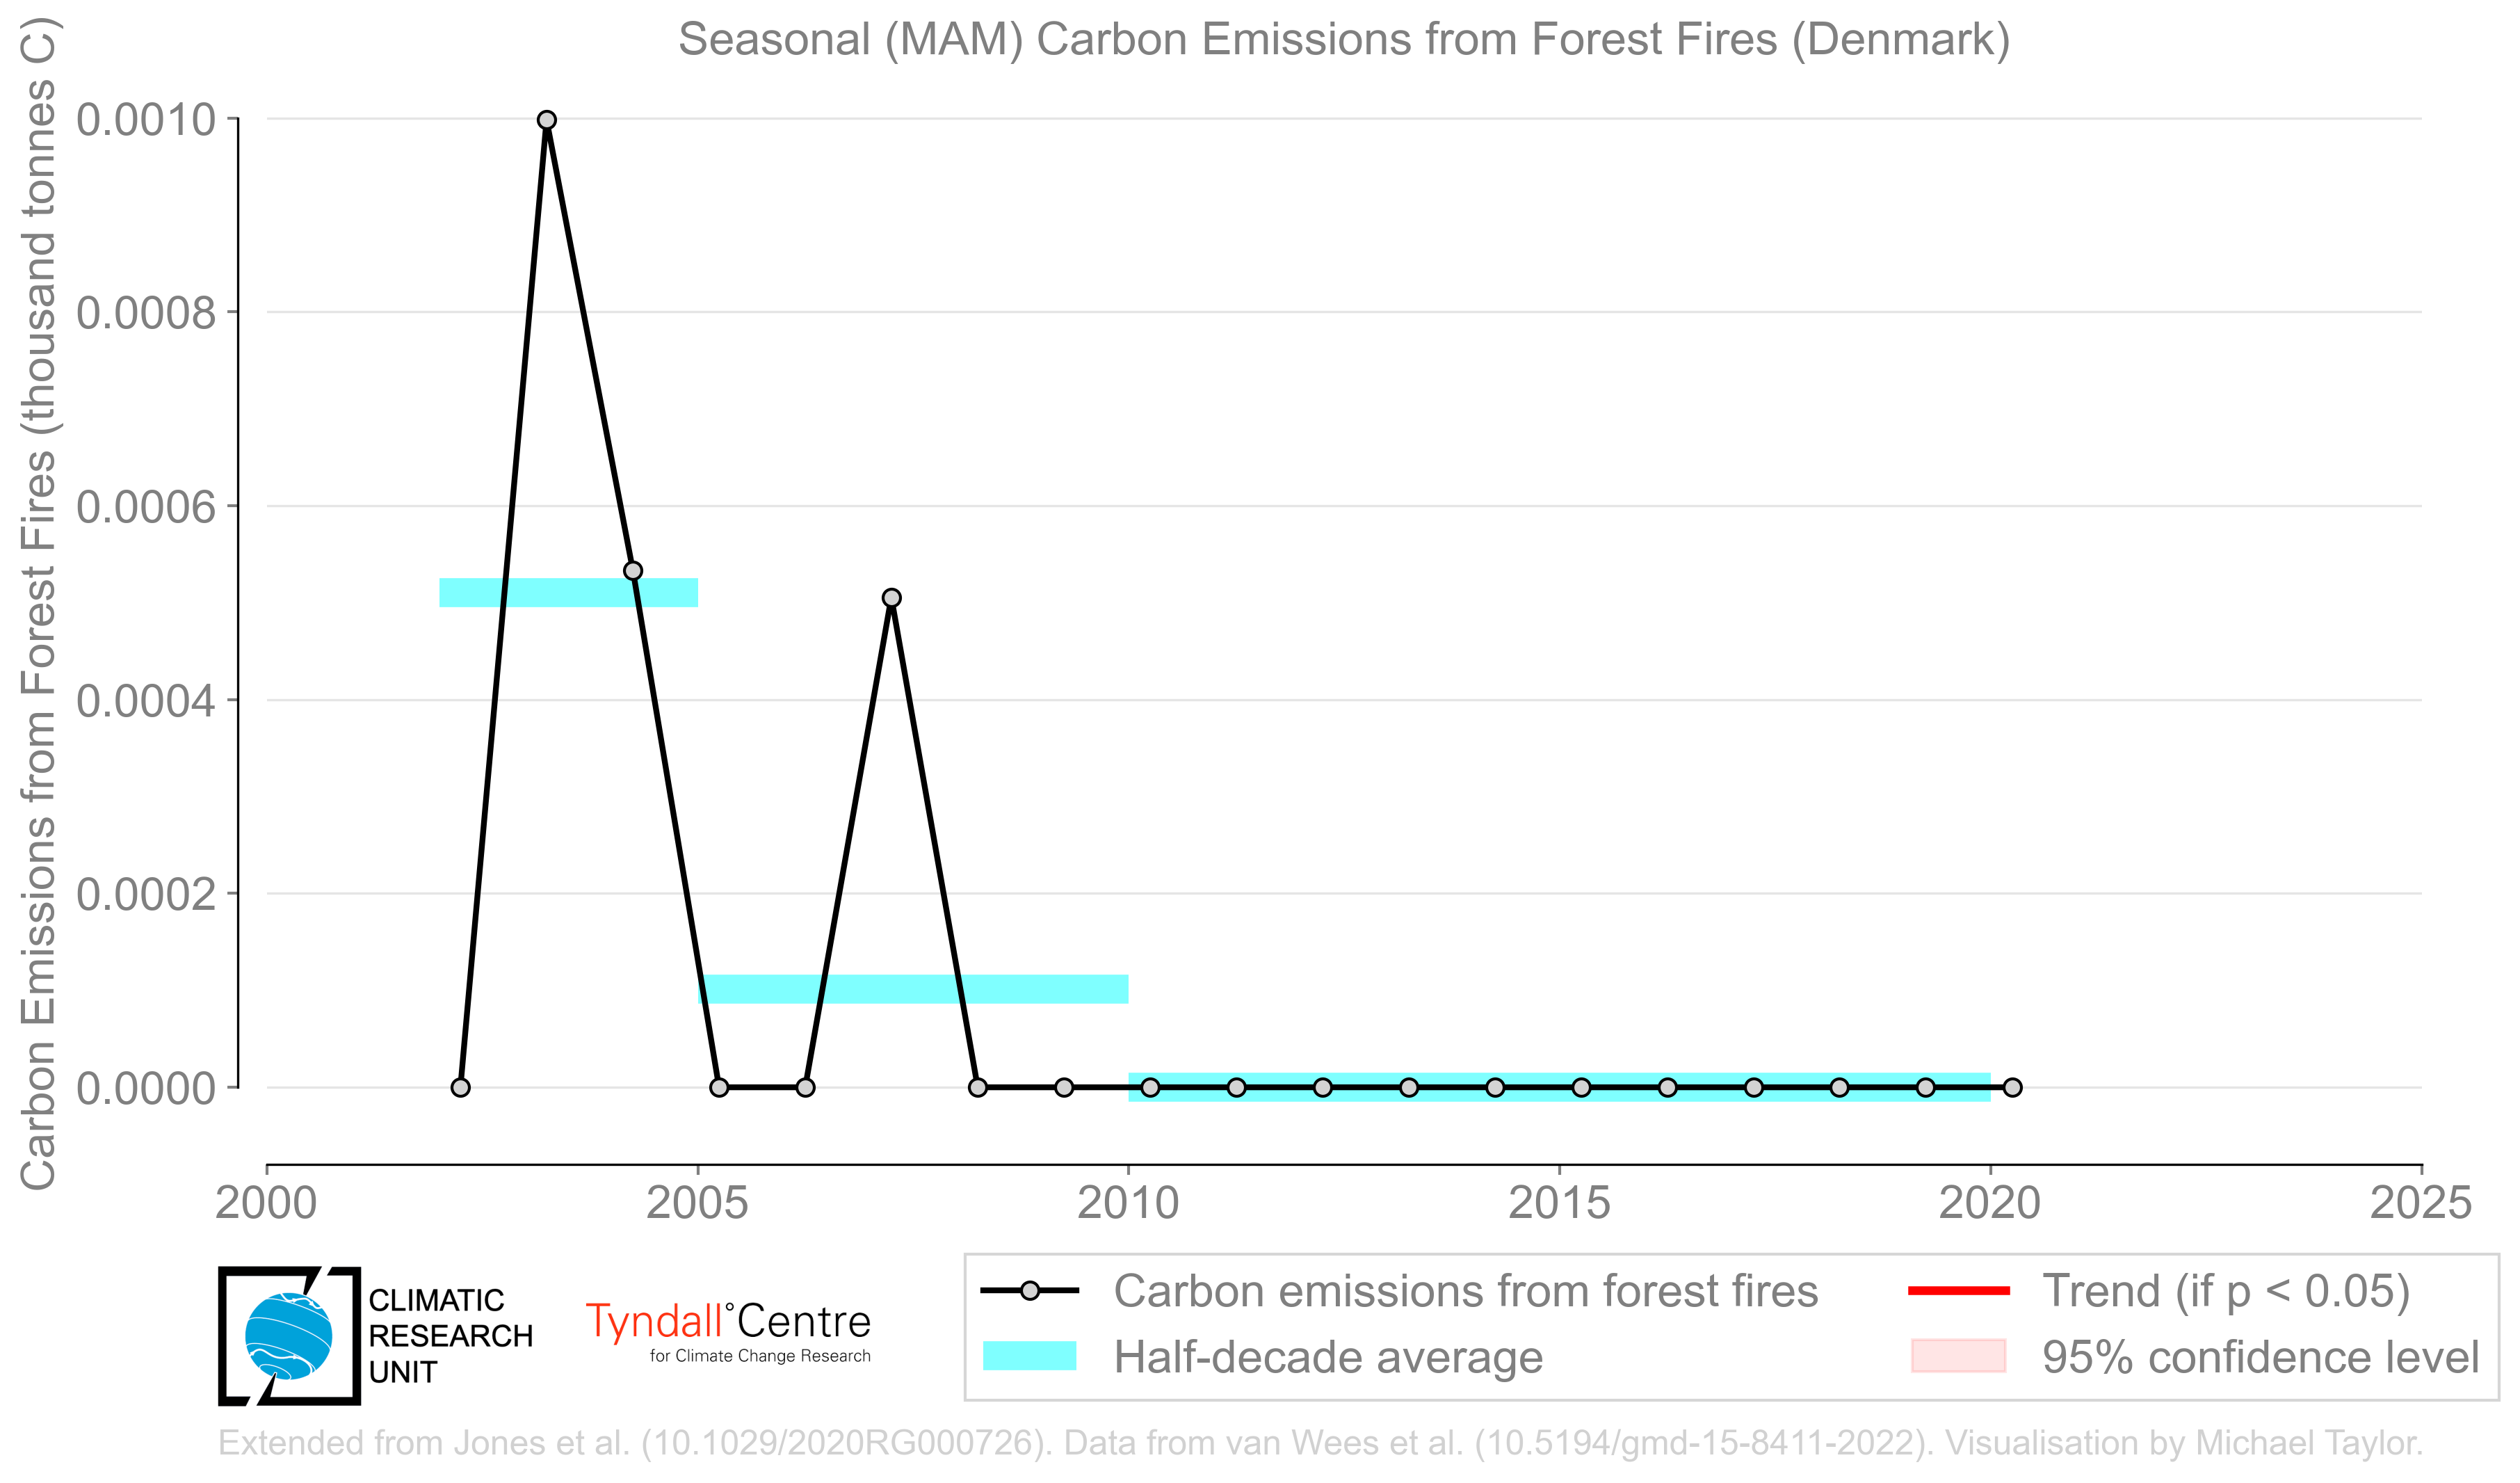 Seasonal (MAM) Carbon Emissions from Forest Fires (Denmark)
Carbon Emissions from Forest Fires (thousand tonnes C)
0.0010
0.0008
0.0006
0.0004
0.0002
0.0000
2000
2005
2010
2015
2020
2025
CLIMATIC
RESEARCH
UNIT
Tyndall°Centre
for Climate Change Research
Carbon emissions from forest fires
Half-decade average
Trend (if p < 0.05)
95% confidence level
Extended from Jones et al. (10.1029/2020RG000726). Data from van Wees et al. (10.5194/gmd-15-8411-2022). Visualisation by Michael Taylor.